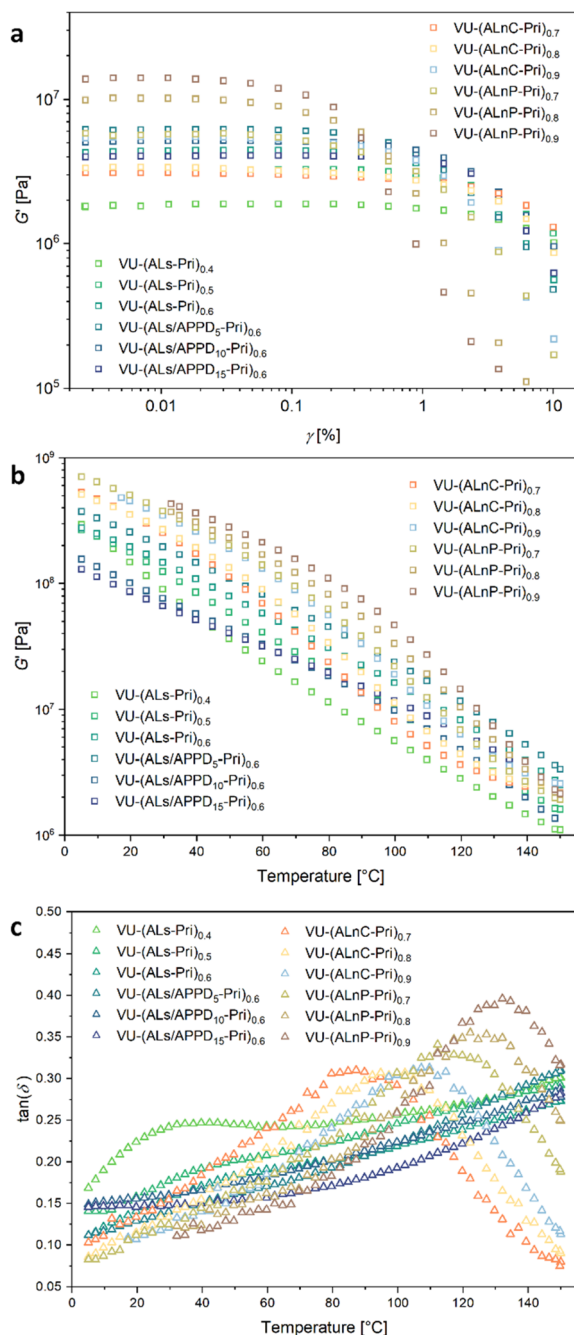 a
VU-(ALnC-Pri)0.7
VU-(ALnC-Pri)0.8
VU-(ALnC-Pri)0.9
VU-(ALnP-Pri)0.7
VU-(ALnP-Pri)0.8
VU-(ALnP-Pri)0.9
10^7
G' [Pa]
10^6
VU-(ALs-Pri)0.4
VU-(ALs-Pri)0.5
VU-(ALs-Pri)0.6
VU-(ALs/APPD5-Pri)0.6
VU-(ALs/APPD10-Pri)0.6
VU-(ALs/APPD15-Pri)0.6
10^5
0.01 0.1 1 10
γ [%]
b
10^9
VU-(ALnC-Pri)0.7
VU-(ALnC-Pri)0.8
VU-(ALnC-Pri)0.9
VU-(ALnP-Pri)0.7
VU-(ALnP-Pri)0.8
VU-(ALnP-Pri)0.9
10^8
G' [Pa]
10^7
VU-(ALs-Pri)0.4
VU-(ALs-Pri)0.5
VU-(ALs-Pri)0.6
VU-(ALs/APPD5-Pri)0.6
VU-(ALs/APPD10-Pri)0.6
VU-(ALs/APPD15-Pri)0.6
10^6
0 20 40 60 80 100 120 140
Temperature [°C]
c
0.50
VU-(ALs-Pri)0.4 VU-(ALnC-Pri)0.7
VU-(ALs-Pri)0.5 VU-(ALnC-Pri)0.8
VU-(ALs-Pri)0.6 VU-(ALnC-Pri)0.9
VU-(ALs/APPD5-Pri)0.6 VU-(ALnP-Pri)0.7
VU-(ALs/APPD10-Pri)0.6 VU-(ALnP-Pri)0.8
VU-(ALs/APPD15-Pri)0.6 VU-(ALnP-Pri)0.9
0.45
0.40
0.35
0.30
tan(δ)
0.25
0.20
0.15
0.10
0.05
0 20 40 60 80 100 120 140
Temperature [°C]